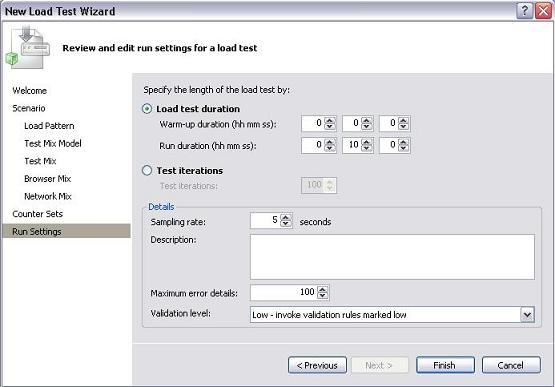 New Load Test Wizard
Review and edit run settings for a load test
Welcome
Scenario
Load Pattern
Test Mix Model
Test Mix
Browser Mix
Network Mix
Counter Sets
Run Settings
Specify the length of the load test by:
Load test duration
Warm-up duration (hh mm ss): 0 0 0
Run duration (hh mm ss): 0 10 0
Test iterations
Test iterations: 100
Details
Sampling rate: 5 seconds
Description:
Maximum error details: 100
Validation level: Low - invoke validation rules marked low
< Previous Next > Finish Cancel